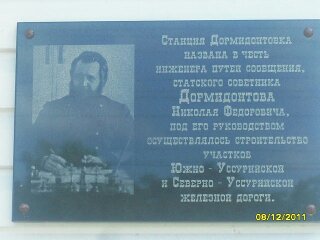 Станция Дормидонтовка
названа в честь
инженера путей сообщения,
статского советника
Дормидонтова
Николая Федоровича,
под его руководством
осуществлялось строительство
участков
Южно - Уссурийской
и Северно - Уссурийской
железной дороги.
08/12/2011